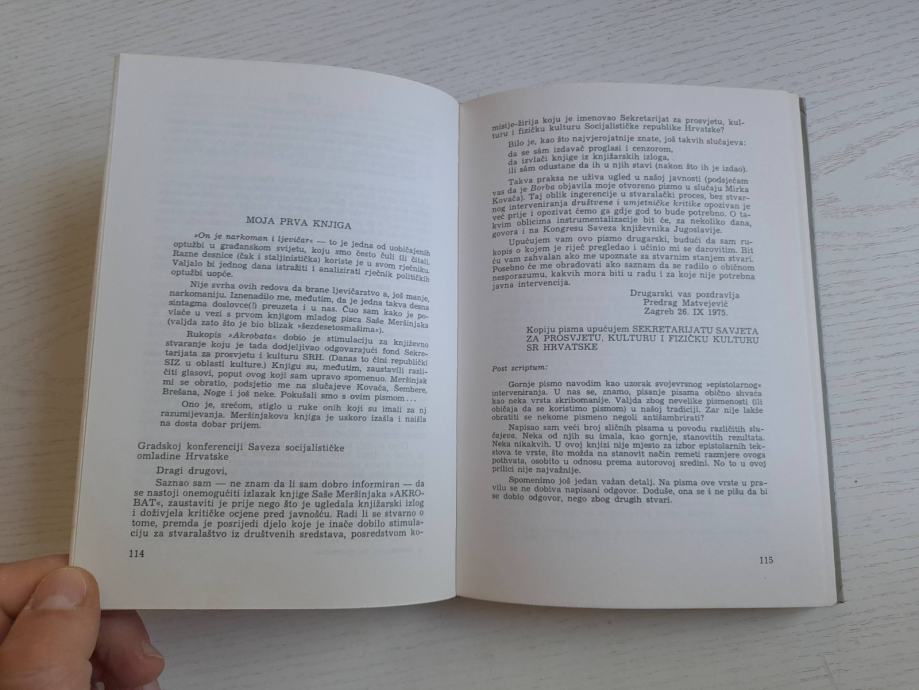 MOJA PRVA KNJIGA
»On je narkoman i ljevičar« — to je jedna od uobičajenih
optužbi u građanskom svijetu, koju smo često čuli ili čitali.
Razne desnice (čak i staljinistička) koriste je u svom rječniku.
Valjalo bi jednog dana istražiti i analizirati rječnik političkih
optužbi uopće.
Nije svrha ovih redova da brane ljevičarstvo a, još manje,
narkomaniju. Iznenadilo me, međutim, da je jedna takva desna
sintagma doslovce(!) preuzeta i u nas. Čuo sam kako je po-
vlače u vezi s prvom knjigom mladog pisca Saše Meršinjaka
(valjda zato što je bio blizak »šezdesetosmašima«).
Rukopis »Akrobata« dobio je stimulaciju za književno
stvaranje koju je tada dodjeljivao odgovarajući fond Sekre-
tarijata za prosvjetu i kulturu SRH. (Danas to čini republički
SIZ u oblasti kulture.) Knjigu su, međutim, zaustavili razli-
čiti glasovi, poput ovog koji sam upravo spomenuo. Meršinjak
mi se obratio, podsjetio me na slučajeve Kovača, Šembere,
Brešana, Noge i još neke. Pokušali smo s ovim pismom...
Ono je, srećom, stiglo u ruke onih koji su imali za nj
razumijevanja. Meršinjakova knjiga je uskoro izašla i naišla
na dosta dobar prijem.
Gradskoj konferenciji Saveza socijalističke
omladine Hrvatske
Dragi drugovi,
Saznao sam — ne znam da li sam dobro informiran — da
se nastoji onemogućiti izlazak knjige Saše Meršinjaka »AKRO-
BAT«, zaustaviti je prije nego što je ugledala knjižarski izlog
i doživjela kritičke ocjene pred javnošću. Radi li se stvarno o
tome, premda je posrijedi djelo koje je inače dobilo stimula-
ciju za stvaralaštvo iz društvenih sredstava, posredstvom ko-
114
misije-žirija koju je imenovao Sekretarijat za prosvjetu, kul-
turu i fizičku kulturu Socijalističke republike Hrvatske?
Bilo je, kao što najvjerojatnije znate, još takvih slučajeva:
da se sâm izdavač proglasi i cenzorom,
da izvlači knjige iz knjižarskih izloga,
ili sâm odustane da ih u njih stavi (nakon što ih je izdao).
Takva praksa ne uživa ugled u našoj javnosti (podsjećam
vas da je Borba objavila moje otvoreno pismo u slučaju Mirka
Kovača). Taj oblik ingerencije u stvaralački proces, bez stvar-
nog interveniranja društvene i umjetničke kritike opozivan je
već prije i opozivat ćemo ga gdje god to bude potrebno. O ta-
kvim oblicima instrumentalizacije bit će, za nekoliko dana,
govora i na Kongresu Saveza književnika Jugoslavije.
Upućujem vam ovo pismo drugarski, budući da sam ru-
kopis o kojem je riječ pregledao i učinio mi se darovitim. Bit
ću vam zahvalan ako me upoznate sa stvarnim stanjem stvari.
Posebno će me obradovati ako saznam da se radilo o običnom
nesporazumu, kakvih mora biti u radu i za koje nije potrebna
javna intervencija.
Drugarski vas pozdravlja
Predrag Matvejević
Zagreb 26. IX 1975.
Kopiju pisma upućujem SEKRETARIJATU SAVJETA
ZA PROSVJETU, KULTURU I FIZIČKU KULTURU
SR HRVATSKE
Post scriptum:
Gornje pismo navodim kao uzorak svojevrsnog »epistolarnog«
interveniranja. U nas se, znamo, pisanje pisama obično shvaća
kao neka vrsta skribomanije. Valjda zbog nevelike pismenosti (ili
običaja da se koristimo pismom) u našoj tradiciji. Zar nije lakše
obratiti se nekome pismeno negoli antišambrirati?
Napisao sam veći broj sličnih pisama u povodu različitih slu-
čajeva. Neka od njih su imala, kao gornje, stanovitih rezultata.
Neka nikakvih. U ovoj knjizi nije mjesto za izbor epistolarnih tek-
stova te vrste, što možda na stanovit način remeti razmjere ovoga
pothvata, osobito u odnosu prema autorovoj sredini. No to u ovoj
prilici nije najvažnije.
Spomenimo još jedan važan detalj. Na pisma ove vrste u pra-
vilu se ne dobiva napisani odgovor. Doduše, ona se i ne pišu da bi
se dobio odgovor, nego zbog drugih stvari.
115